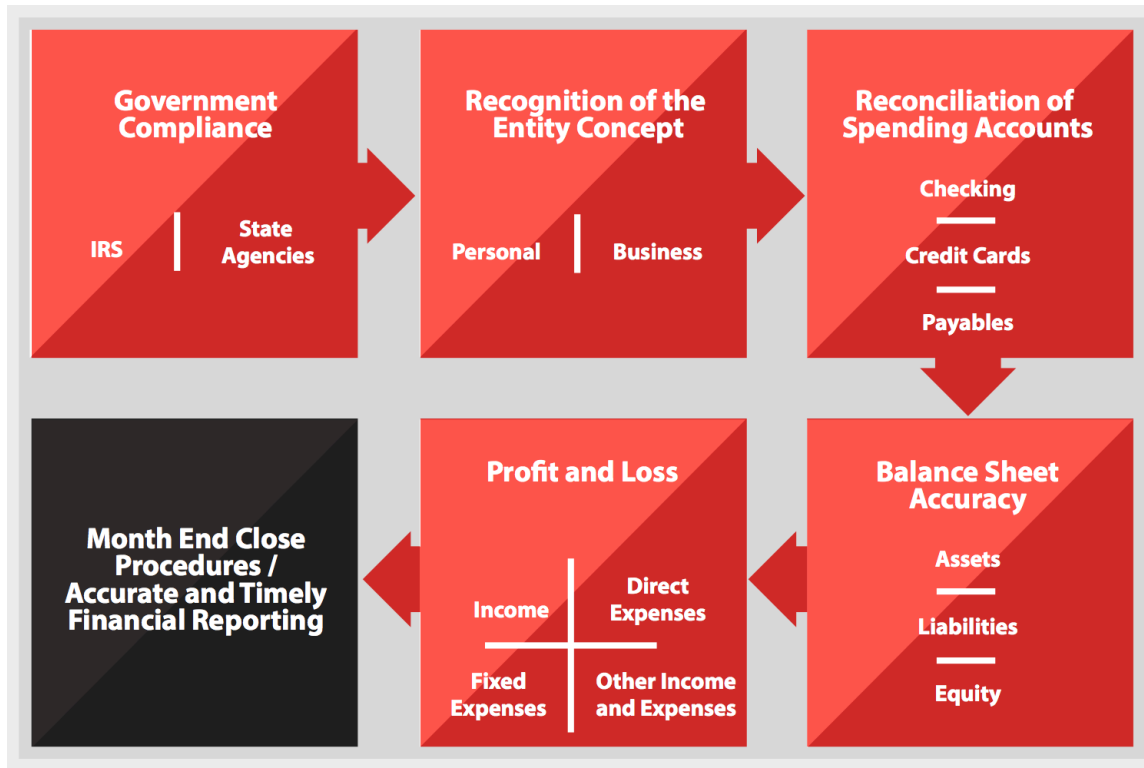 Government
Compliance
IRS
State
Agencies
Recognition of the
Entity Concept
Personal
Business
Reconciliation of
Spending Accounts
Checking
Credit Cards
Payables
Balance Sheet
Accuracy
Assets
Liabilities
Equity
Profit and Loss
Income
Direct
Expenses
Fixed
Expenses
Other Income
and Expenses
Month End Close
Procedures /
Accurate and Timely
Financial Reporting